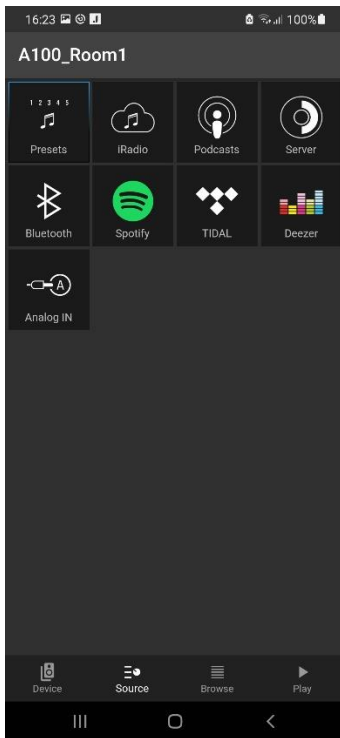 16:23 100%
A100_Room1
1 2 3 4 5
Presets iRadio Podcasts Server
Bluetooth Spotify TIDAL Deezer
A
Analog IN
Device Source Browse Play